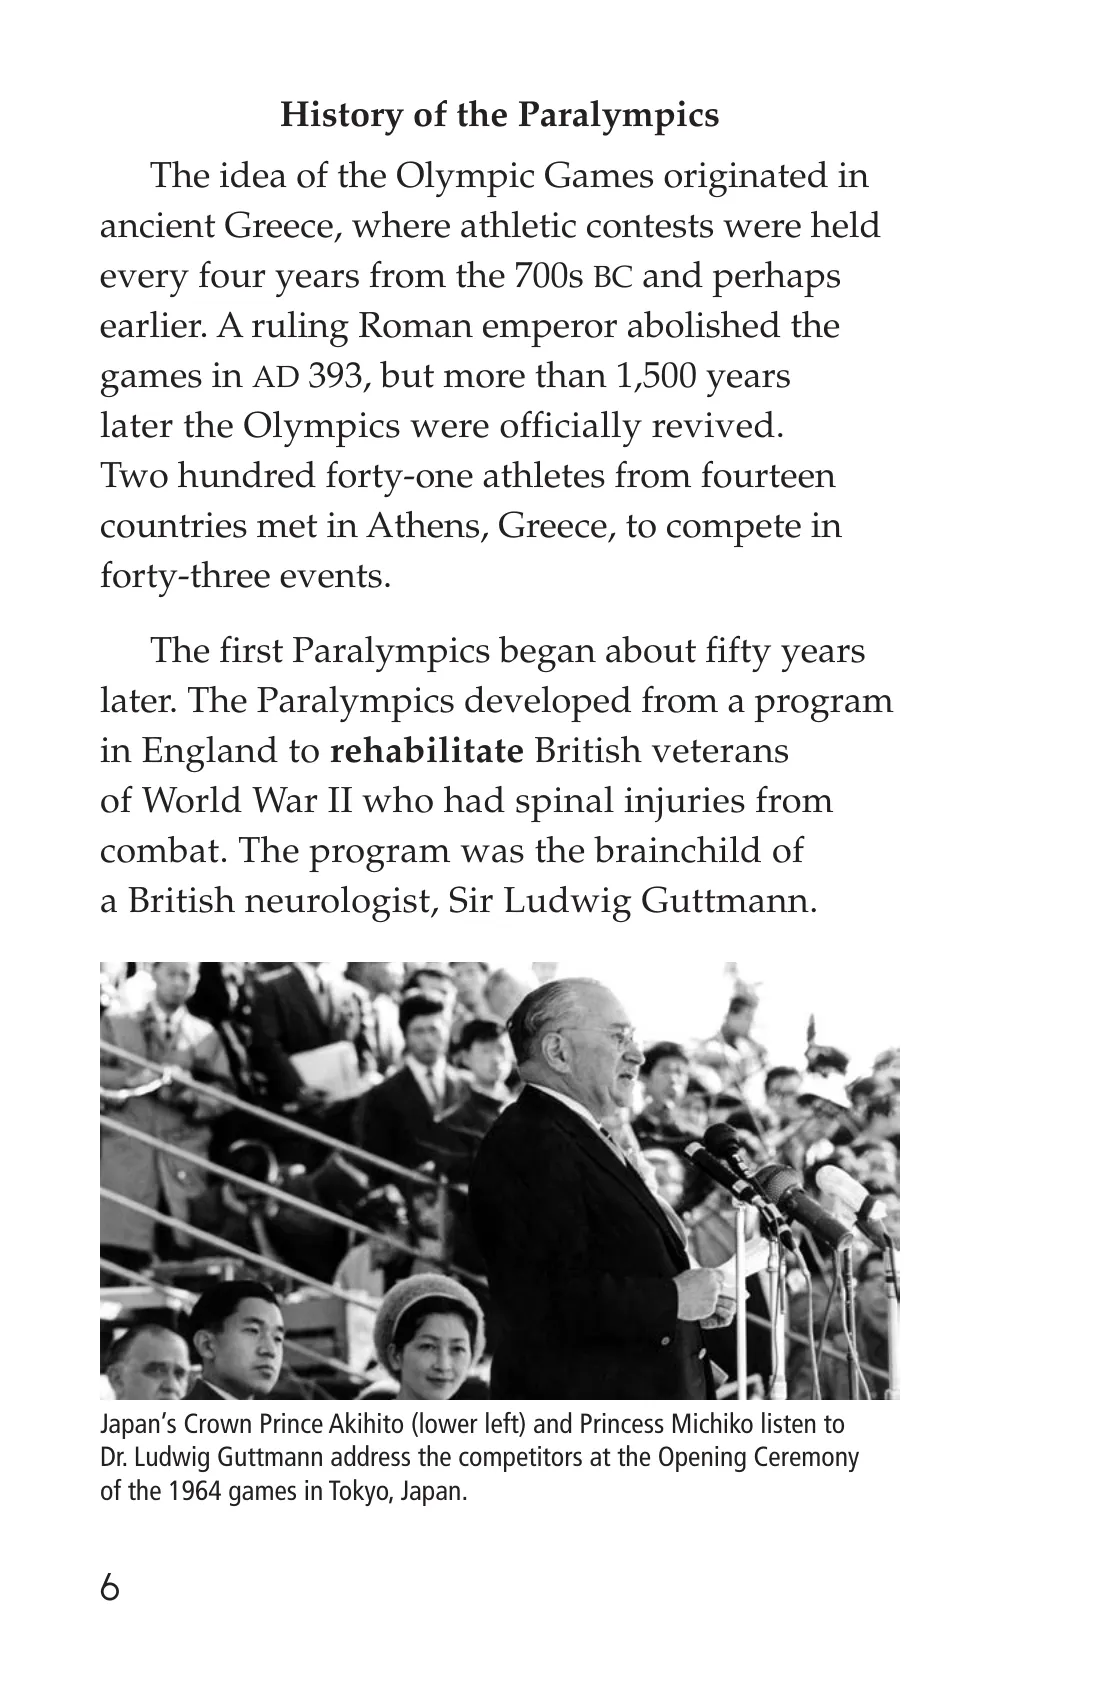 History of the Paralympics
The idea of the Olympic Games originated in
ancient Greece, where athletic contests were held
every four years from the 700s BC and perhaps
earlier. A ruling Roman emperor abolished the
games in AD 393, but more than 1,500 years
later the Olympics were officially revived.
Two hundred forty-one athletes from fourteen
countries met in Athens, Greece, to compete in
forty-three events.
The first Paralympics began about fifty years
later. The Paralympics developed from a program
in England to rehabilitate British veterans
of World War II who had spinal injuries from
combat. The program was the brainchild of
a British neurologist, Sir Ludwig Guttmann.
Japan’s Crown Prince Akihito (lower left) and Princess Michiko listen to
Dr. Ludwig Guttmann address the competitors at the Opening Ceremony
of the 1964 games in Tokyo, Japan.
6